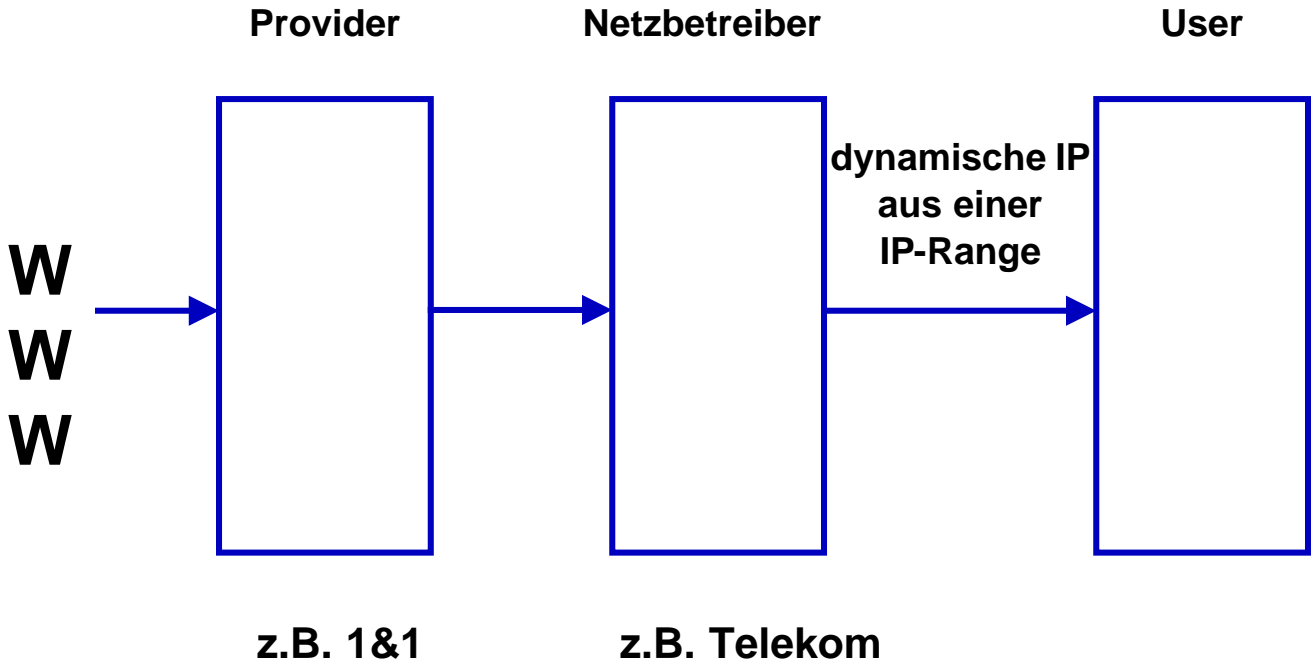 Provider
Netzbetreiber
User
dynamische IP
aus einer
IP-Range
W
W
W
z.B. 1&1
z.B. Telekom